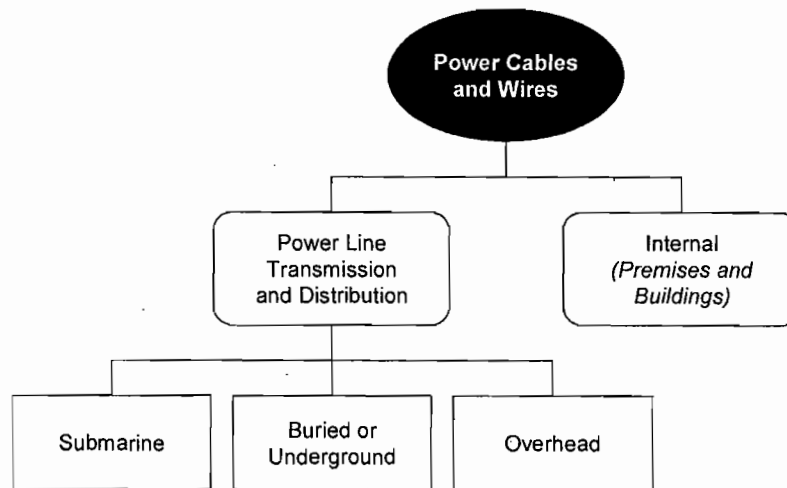 Power Cables
and Wires
Power Line
Transmission
and Distribution
Internal
(Premises and
Buildings)
Submarine
Buried or
Underground
Overhead